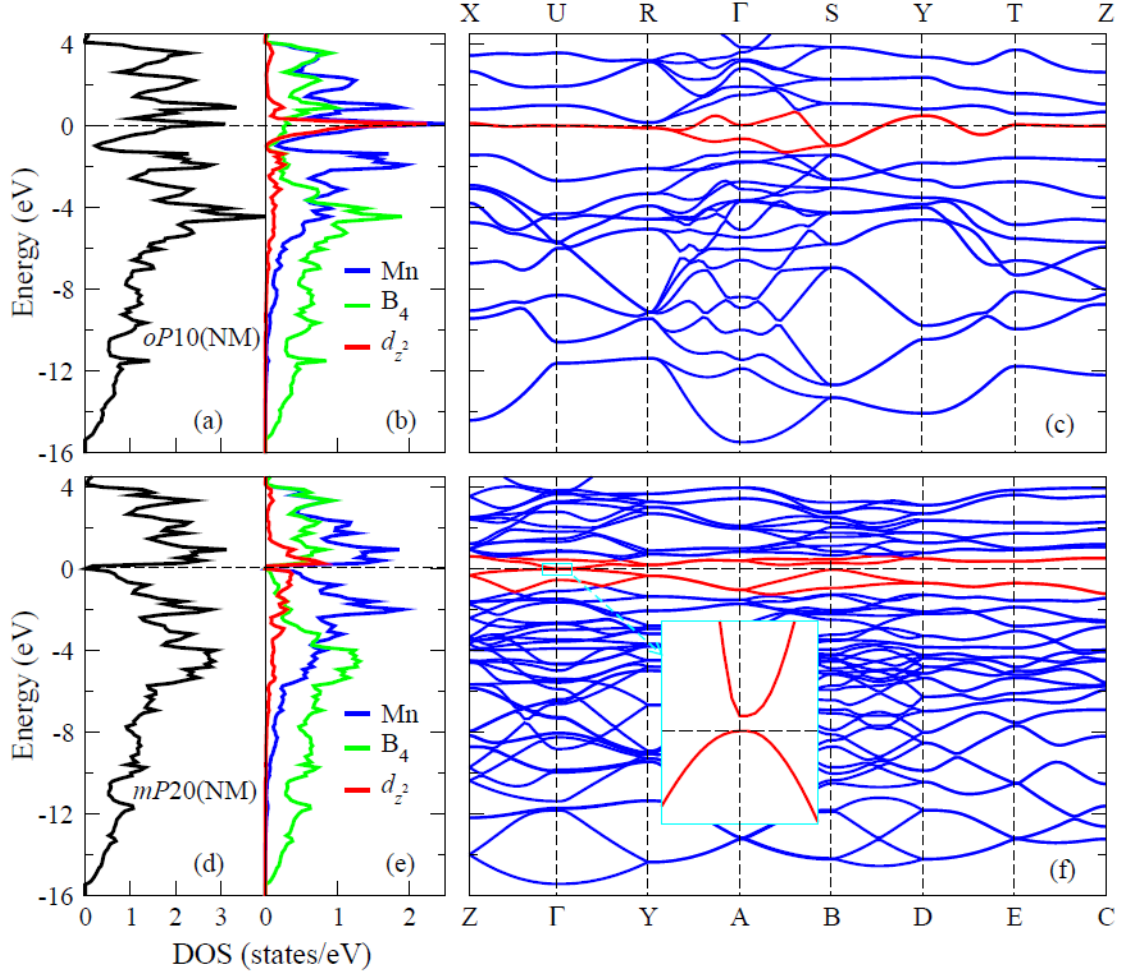 X U R Γ S Y T Z
4
0
-4
-8
-12
-16
Energy (eV)
oP10(NM)
(a)
Mn
B4
dz2
(b)
(c)
4
0
-4
-8
-12
-16
Energy (eV)
mP20(NM)
(d)
Mn
B4
dz2
(e)
(f)
0 1 2 3 0 1 2
DOS (states/eV)
Z Γ Y A B D E C